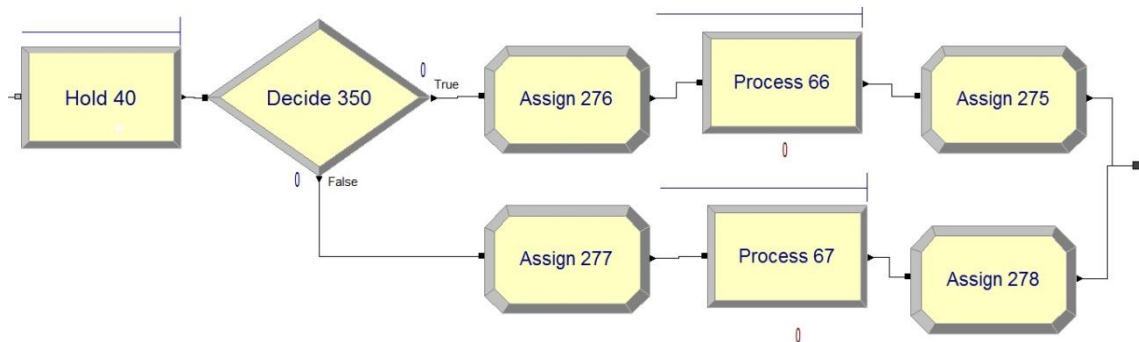 Hold 40
Decide 350
0
True
0
False
Assign 276
Process 66
0
Assign 275
Assign 277
Process 67
0
Assign 278